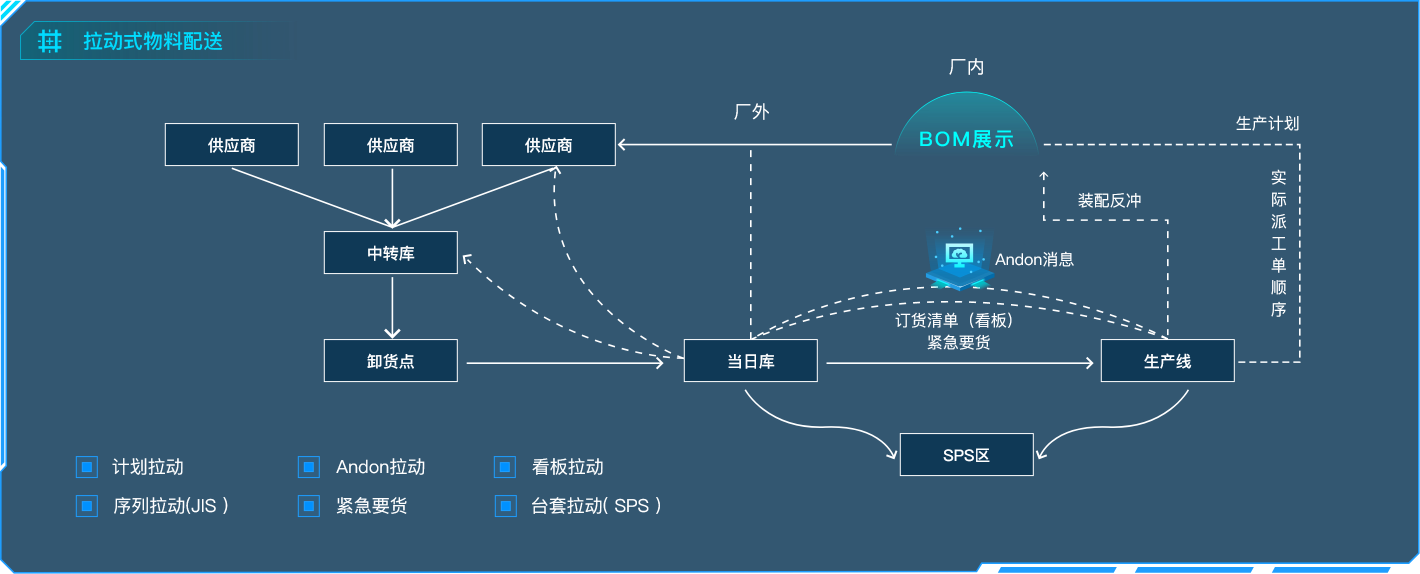 拉动式物料配送
厂内
厂外
BOM展示
生产计划
供应商
供应商
供应商
实际派工单顺序
装配反冲
中转库
Andon消息
订货清单（看板）
紧急要货
卸货点
当日库
生产线
SPS区
计划拉动
Andon拉动
看板拉动
序列拉动(JIS )
紧急要货
台套拉动( SPS )